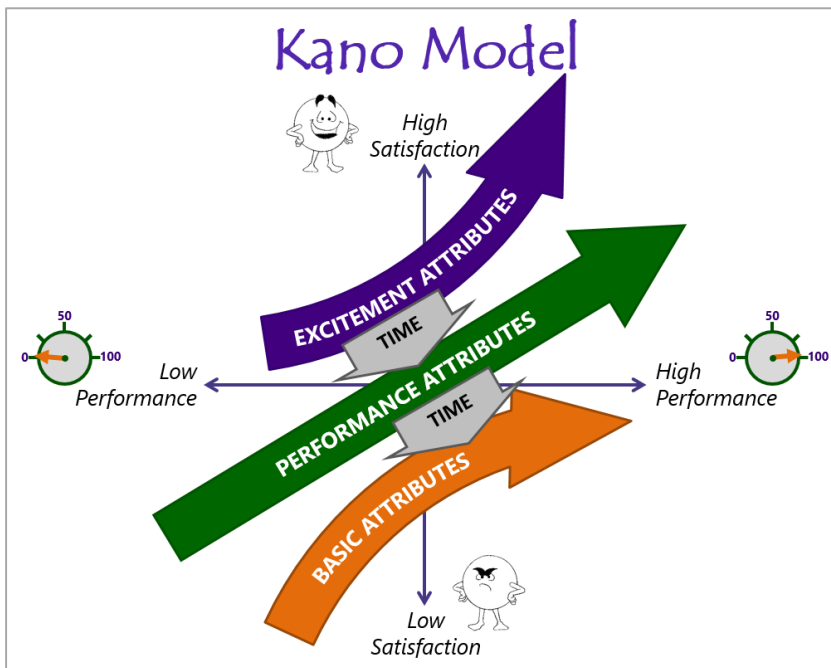 Kano Model
High
Satisfaction
EXCITEMENT ATTRIBUTES
TIME
PERFORMANCE ATTRIBUTES
TIME
BASIC ATTRIBUTES
50
0
100
Low
Performance
50
0
100
High
Performance
Low
Satisfaction